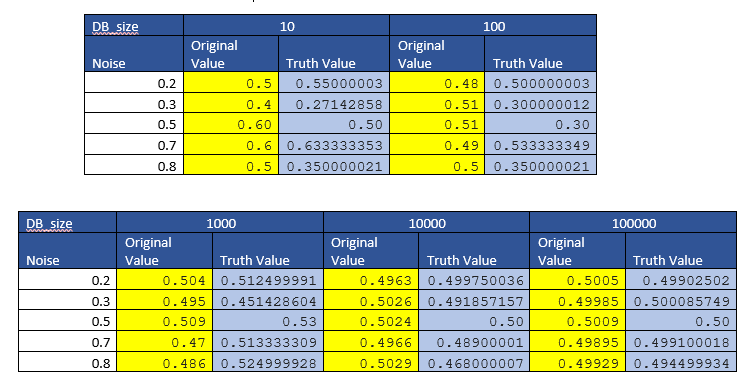 DB_size 10 100
Noise Original Value Truth Value Original Value Truth Value
0.2 0.5 0.55000003 0.48 0.500000003
0.3 0.4 0.27142858 0.51 0.300000012
0.5 0.60 0.50 0.51 0.30
0.7 0.6 0.633333353 0.49 0.533333349
0.8 0.5 0.350000021 0.5 0.350000021
DB_size 1000 10000 100000
Noise Original Value Truth Value Original Value Truth Value Original Value Truth Value
0.2 0.504 0.512499991 0.4963 0.499750036 0.5005 0.49902502
0.3 0.495 0.451428604 0.5026 0.491857157 0.49985 0.500085749
0.5 0.509 0.53 0.5024 0.50 0.5009 0.50
0.7 0.47 0.513333309 0.4966 0.48900001 0.49895 0.499100018
0.8 0.486 0.524999928 0.5029 0.468000007 0.49929 0.494499934